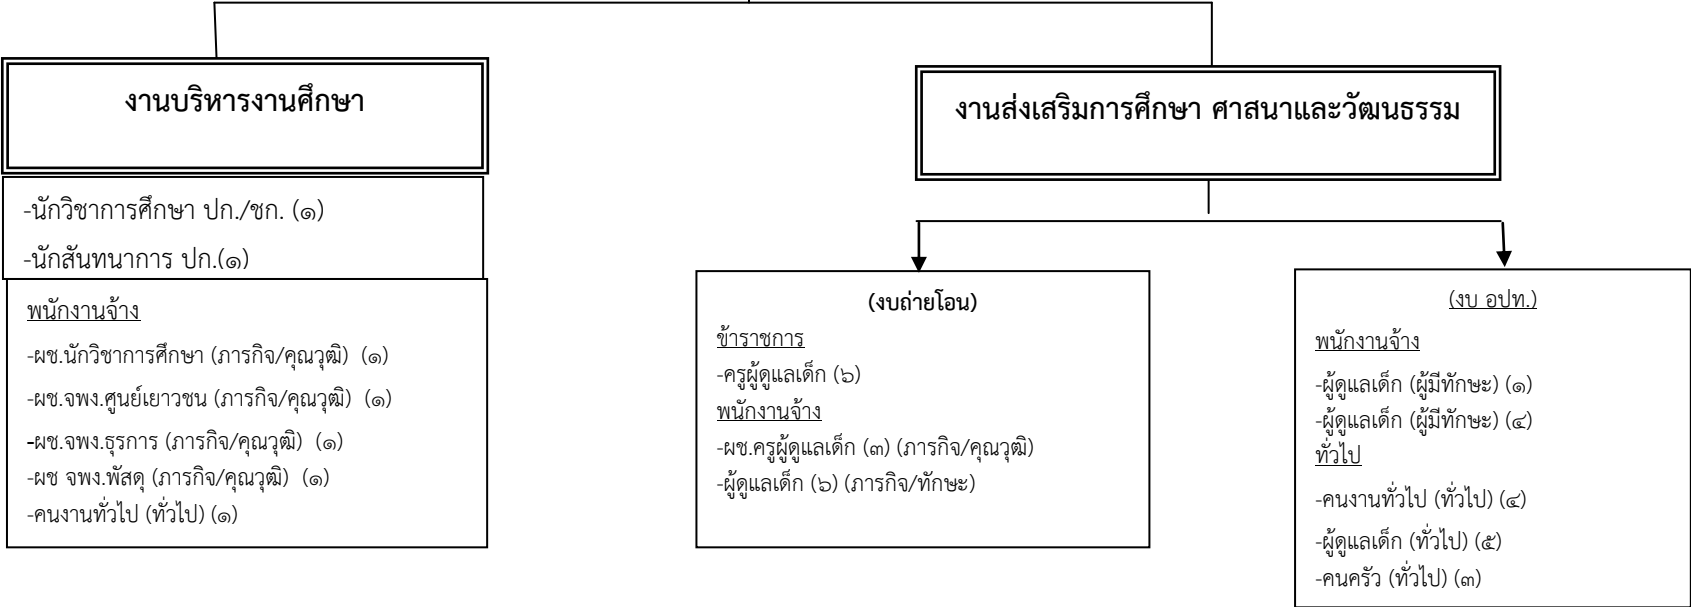 งานบริหารงานศึกษา
-นักวิชาการศึกษา ปก./ชก. (๑)
-นักสันทนาการ ปก.(๑)
พนักงานจ้าง
-ผช.นักวิชาการศึกษา (ภารกิจ/คุณวุฒิ) (๑)
-ผช.จพง.ศูนย์เยาวชน (ภารกิจ/คุณวุฒิ) (๑)
-ผช.จพง.ธุรการ (ภารกิจ/คุณวุฒิ) (๑)
-ผช จพง.พัสดุ (ภารกิจ/คุณวุฒิ) (๑)
-คนงานทั่วไป (ทั่วไป) (๑)
งานส่งเสริมการศึกษา ศาสนาและวัฒนธรรม
(งบถ่ายโอน)
ข้าราชการ
-ครูผู้ดูแลเด็ก (๖)
พนักงานจ้าง
-ผช.ครูผู้ดูแลเด็ก (๓) (ภารกิจ/คุณวุฒิ)
-ผู้ดูแลเด็ก (๖) (ภารกิจ/ทักษะ)
(งบ อปท.)
พนักงานจ้าง
-ผู้ดูแลเด็ก (ผู้มีทักษะ) (๑)
-ผู้ดูแลเด็ก (ผู้มีทักษะ) (๔)
ทั่วไป
-คนงานทั่วไป (ทั่วไป) (๔)
-ผู้ดูแลเด็ก (ทั่วไป) (๕)
-คนครัว (ทั่วไป) (๓)